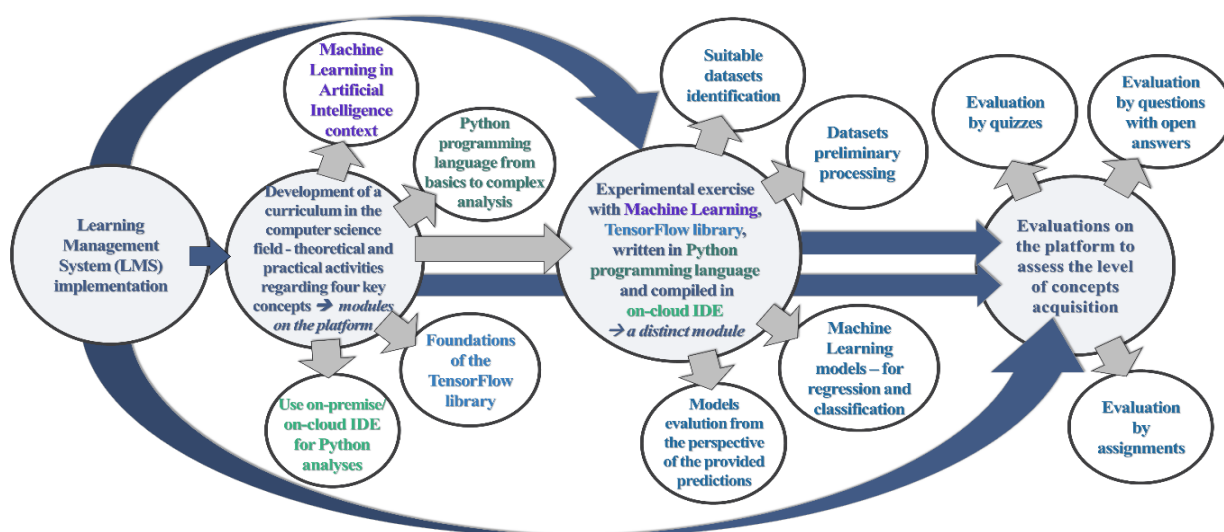 Learning
Management
System (LMS)
implementation
Machine
Learning in
Artificial
Intelligence
context
Python
programming
language from
basics to complex
analysis
Development of a
curriculum in the
computer science
field - theoretical and
practical activities
regarding four key
concepts ➔ modules
on the platform
Use on-premise/
on-cloud IDE
for Python
analyses
Foundations
of the
TensorFlow
library
Suitable
datasets
identification
Datasets
preliminary
processing
Experimental exercise
with Machine Learning,
TensorFlow library,
written in Python
programming language
and compiled in
on-cloud IDE
➔ a distinct module
Models
evalution from
the perspective
of the provided
predictions
Machine
Learning
models – for
regression and
classification
Evaluation
by quizzes
Evaluation
by questions
with open
answers
Evaluations on
the platform to
assess the level
of concepts
acquisition
Evaluation
by
assignments